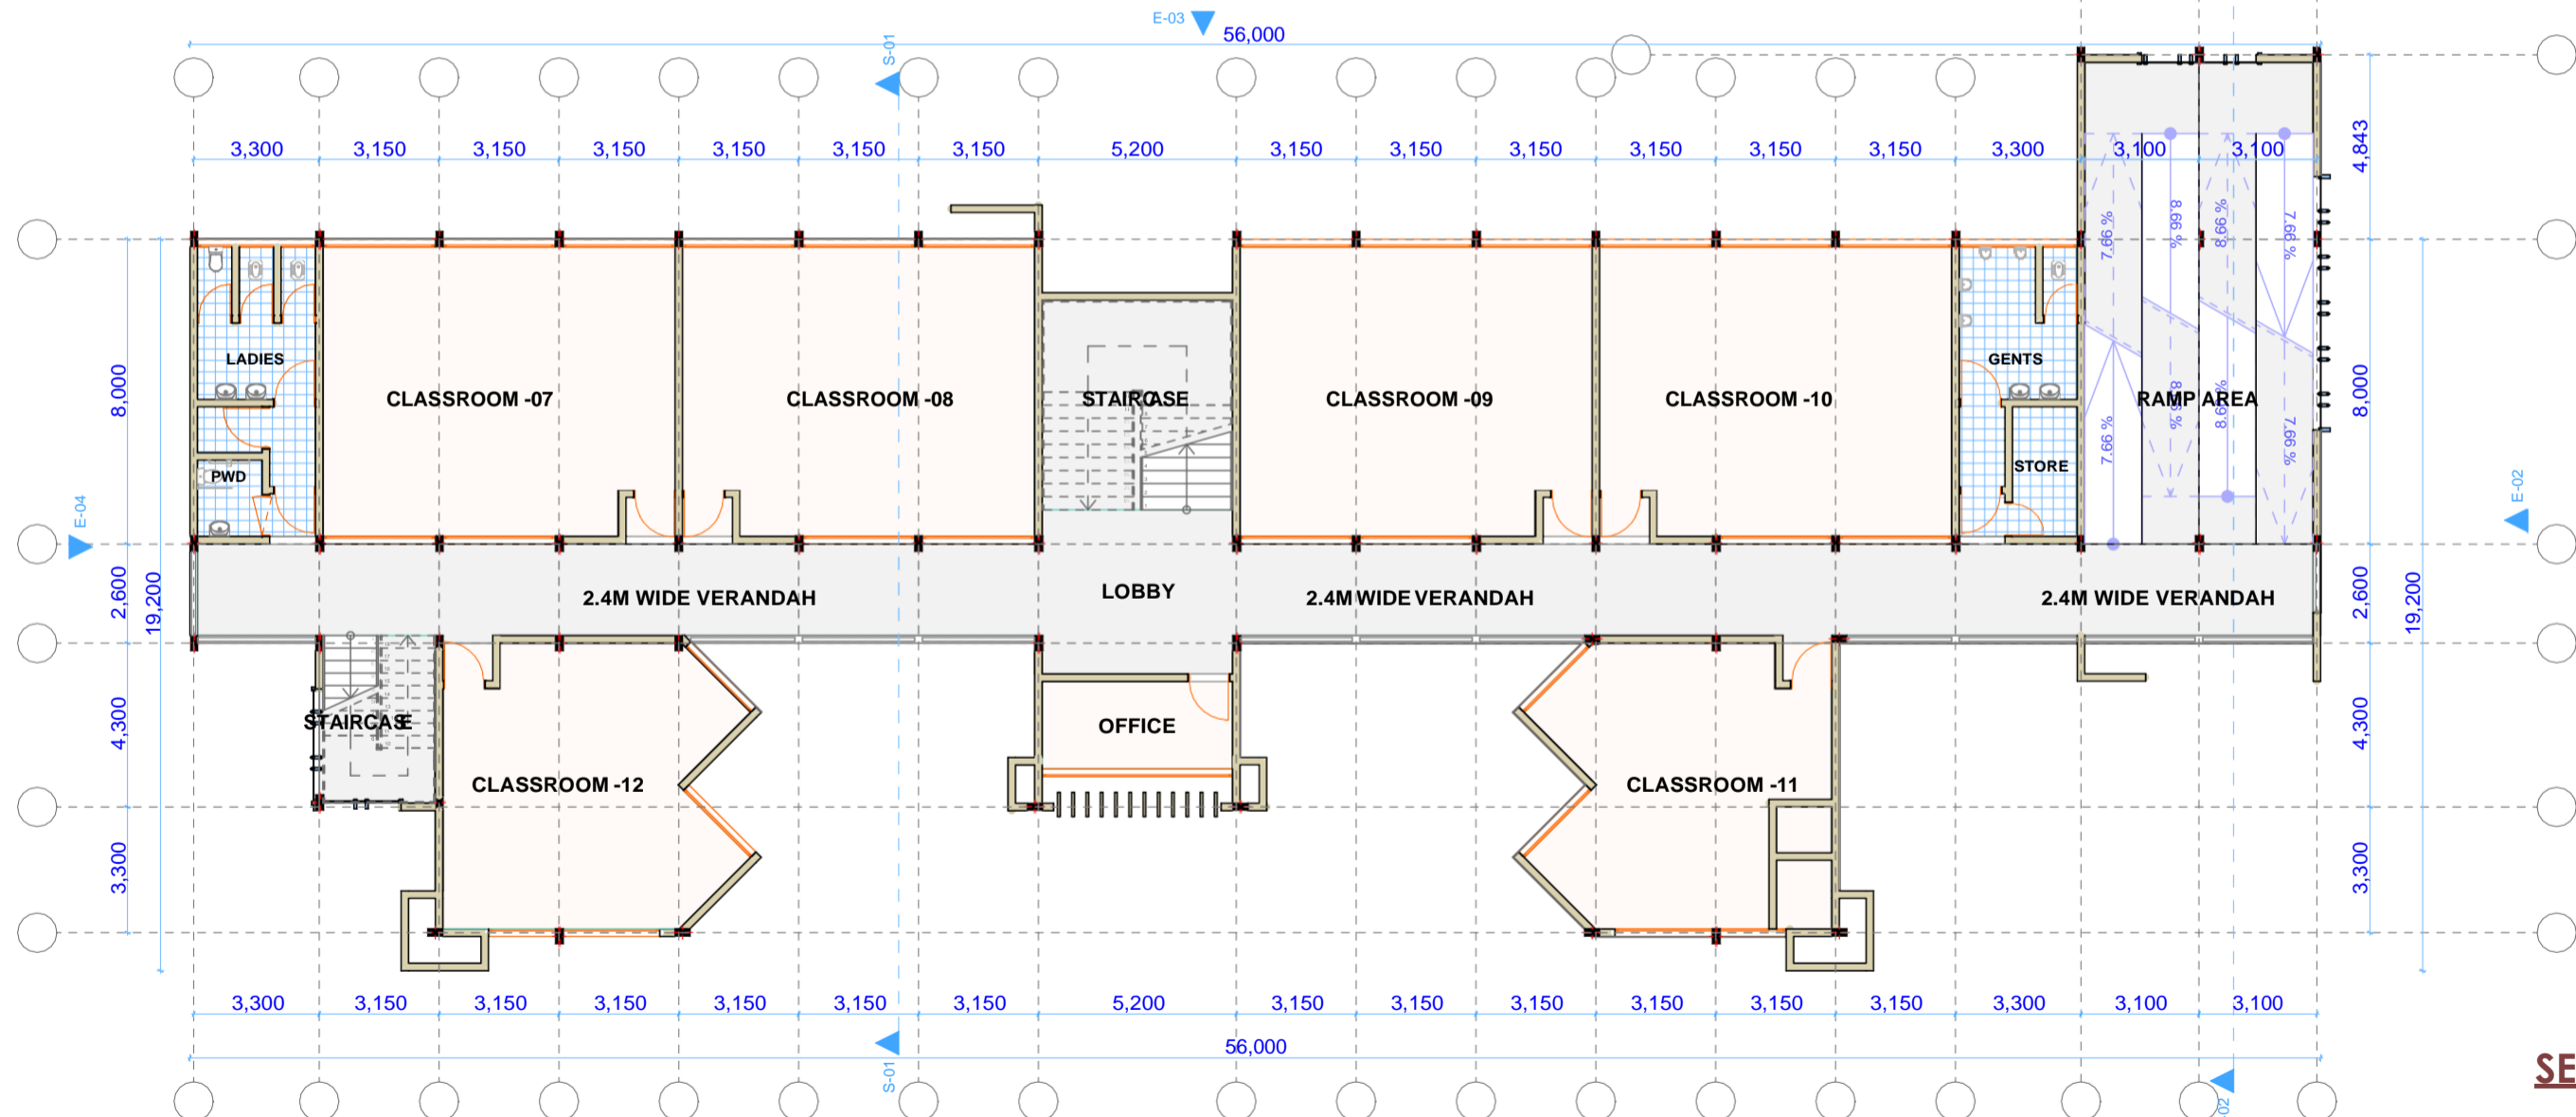 E-03
56,000
S-01
3,300 3,150 3,150 3,150 3,150 3,150 3,150 5,200 3,150 3,150 3,150 3,150 3,150 3,150 3,300 3,100 3,100
4,843
7.66 % 8.66 % 8.66 % 7.66 %
LADIES
GENTS
8,000
CLASSROOM -07
CLASSROOM -08
STAIRCASE
CLASSROOM -09
CLASSROOM -10
RAMP AREA
8,000
7.66 % 8.66 % 8.66 % 7.66 %
PWD
STORE
E-04
E-02
2,600
19,200
2.4M WIDE VERANDAH
LOBBY
2.4M WIDE VERANDAH
2.4M WIDE VERANDAH
2,600
19,200
4,300
STAIRCASE
OFFICE
4,300
CLASSROOM -12
CLASSROOM -11
3,300
3,300
3,300 3,150 3,150 3,150 3,150 3,150 3,150 5,200 3,150 3,150 3,150 3,150 3,150 3,150 3,300 3,100 3,100
56,000
S-01
SE
-02